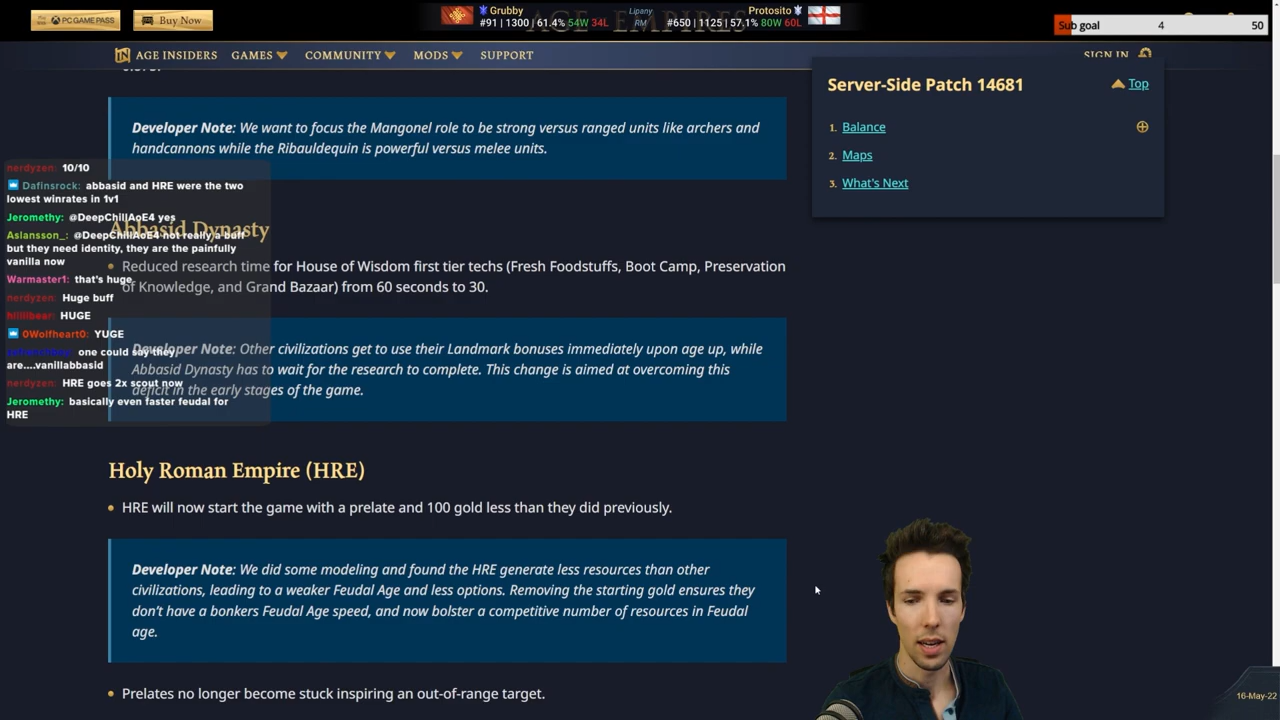 PC GAME PASS
Buy Now
Grubby
#91 | 1300 | 61.4% 54W 34L
Lipany
RM
Protosito
#650 | 1125 | 57.1% 80W 60L
AGE EMPIRES
Sub goal 4 50
AGE INSIDERS GAMES COMMUNITY MODS SUPPORT
SIGN IN
Server-Side Patch 14681
Top
1. Balance
2. Maps
3. What's Next
Developer Note: We want to focus the Mangonel role to be strong versus ranged units like archers and
handcannons while the Ribauldequin is powerful versus melee units.
nerdyzen: 10/10
Dafinsrock: abbasid and HRE were the two
lowest winrates in 1v1
Jeromethy: @DeepChillAoE4 yes
Aslansson_: @DeepChillAoE4 not really a buff
but they need identity, they are the painfully
vanilla now
Warmaster1: that's huge
nerdyzen: Huge buff
HUGE
0Wolfheart0: YUGE
one could say they
are....vanillabbasid
nerdyzen: HRE goes 2x scout now
Jeromethy: basically even faster feudal for
HRE
Abbasid Dynasty
Reduced research time for House of Wisdom first tier techs (Fresh Foodstuffs, Boot Camp, Preservation
of Knowledge, and Grand Bazaar) from 60 seconds to 30.
Developer Note: Other civilizations get to use their Landmark bonuses immediately upon age up, while
Abbasid Dynasty has to wait for the research to complete. This change is aimed at overcoming this
deficit in the early stages of the game.
Holy Roman Empire (HRE)
HRE will now start the game with a prelate and 100 gold less than they did previously.
Developer Note: We did some modeling and found the HRE generate less resources than other
civilizations, leading to a weaker Feudal Age and less options. Removing the starting gold ensures they
don't have a bonkers Feudal Age speed, and now bolster a competitive number of resources in Feudal
age.
Prelates no longer become stuck inspiring an out-of-range target.
16-May-22